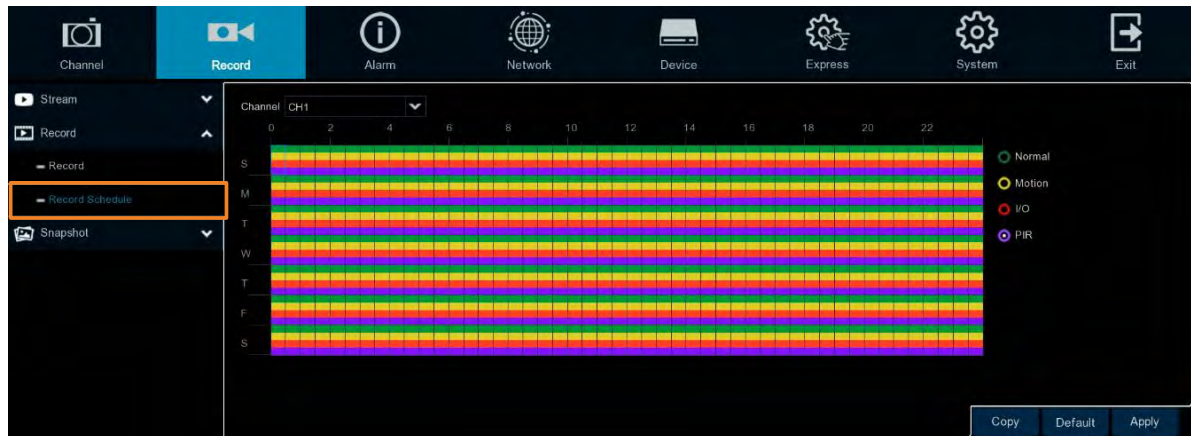 Channel Record Alarm Network Device Express System Exit
Stream
Record
Record
Record Schedule
Snapshot
Channel CH1
0 2 4 6 8 10 12 14 16 18 20 22
S
M
T
W
T
F
S
Normal
Motion
I/O
PIR
Copy Default Apply